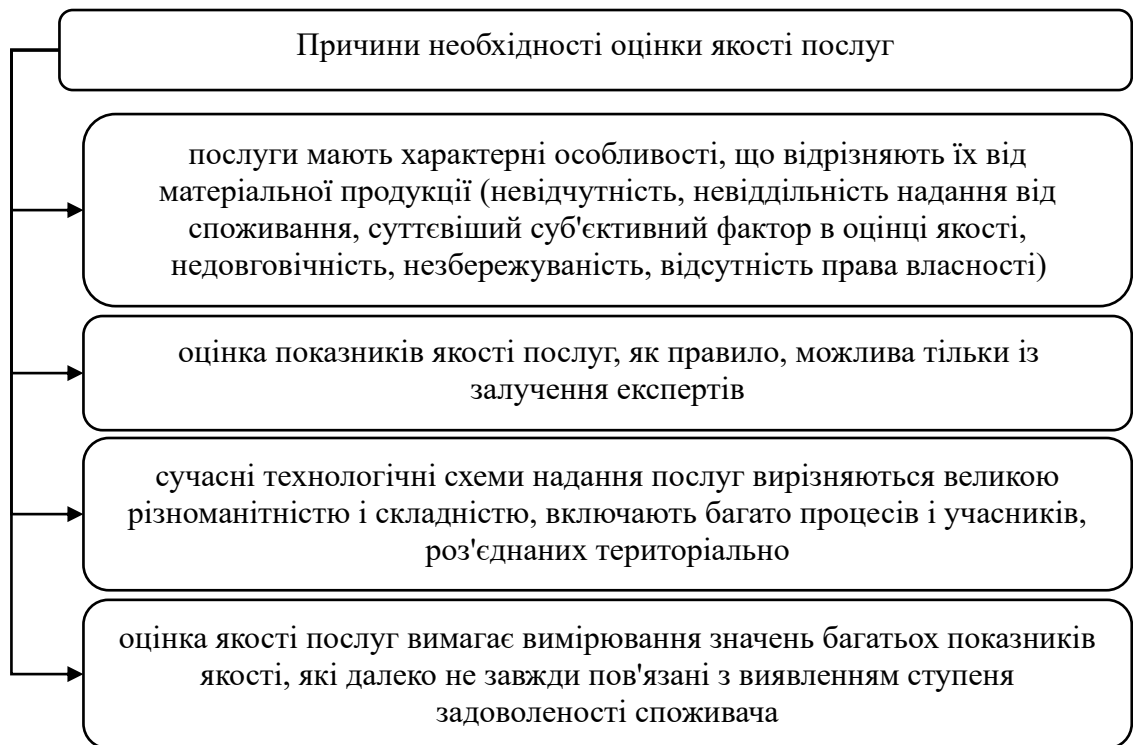 Причини необхідності оцінки якості послуг
послуги мають характерні особливості, що відрізняють їх від
матеріальної продукції (невідчутність, невіддільність надання від
споживання, суттєвіший суб'єктивний фактор в оцінці якості,
недовговічність, незбережуваність, відсутність права власності)
оцінка показників якості послуг, як правило, можлива тільки із
залучення експертів
сучасні технологічні схеми надання послуг вирізняються великою
різноманітністю і складністю, включають багато процесів і учасників,
роз'єднаних територіально
оцінка якості послуг вимагає вимірювання значень багатьох показників
якості, які далеко не завжди пов'язані з виявленням ступеня
задоволеності споживача